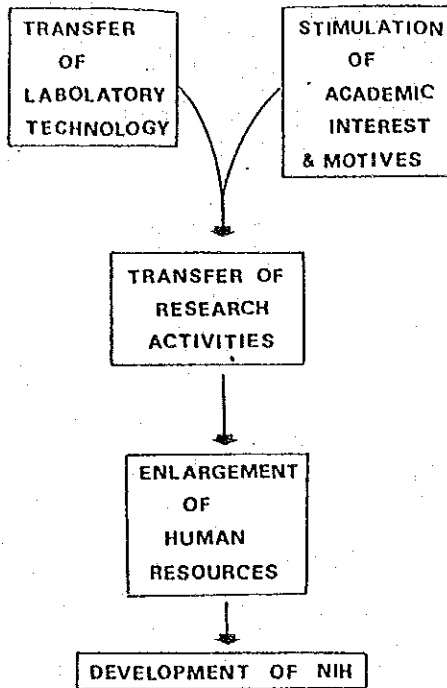 TRANSFER
OF
LABOLATORY
TECHNOLOGY
STIMULATION
OF
ACADEMIC
INTEREST
& MOTIVES
TRANSFER OF
RESEARCH
ACTIVITIES
ENLARGEMENT
OF
HUMAN
RESOURCES
DEVELOPMENT OF NIH